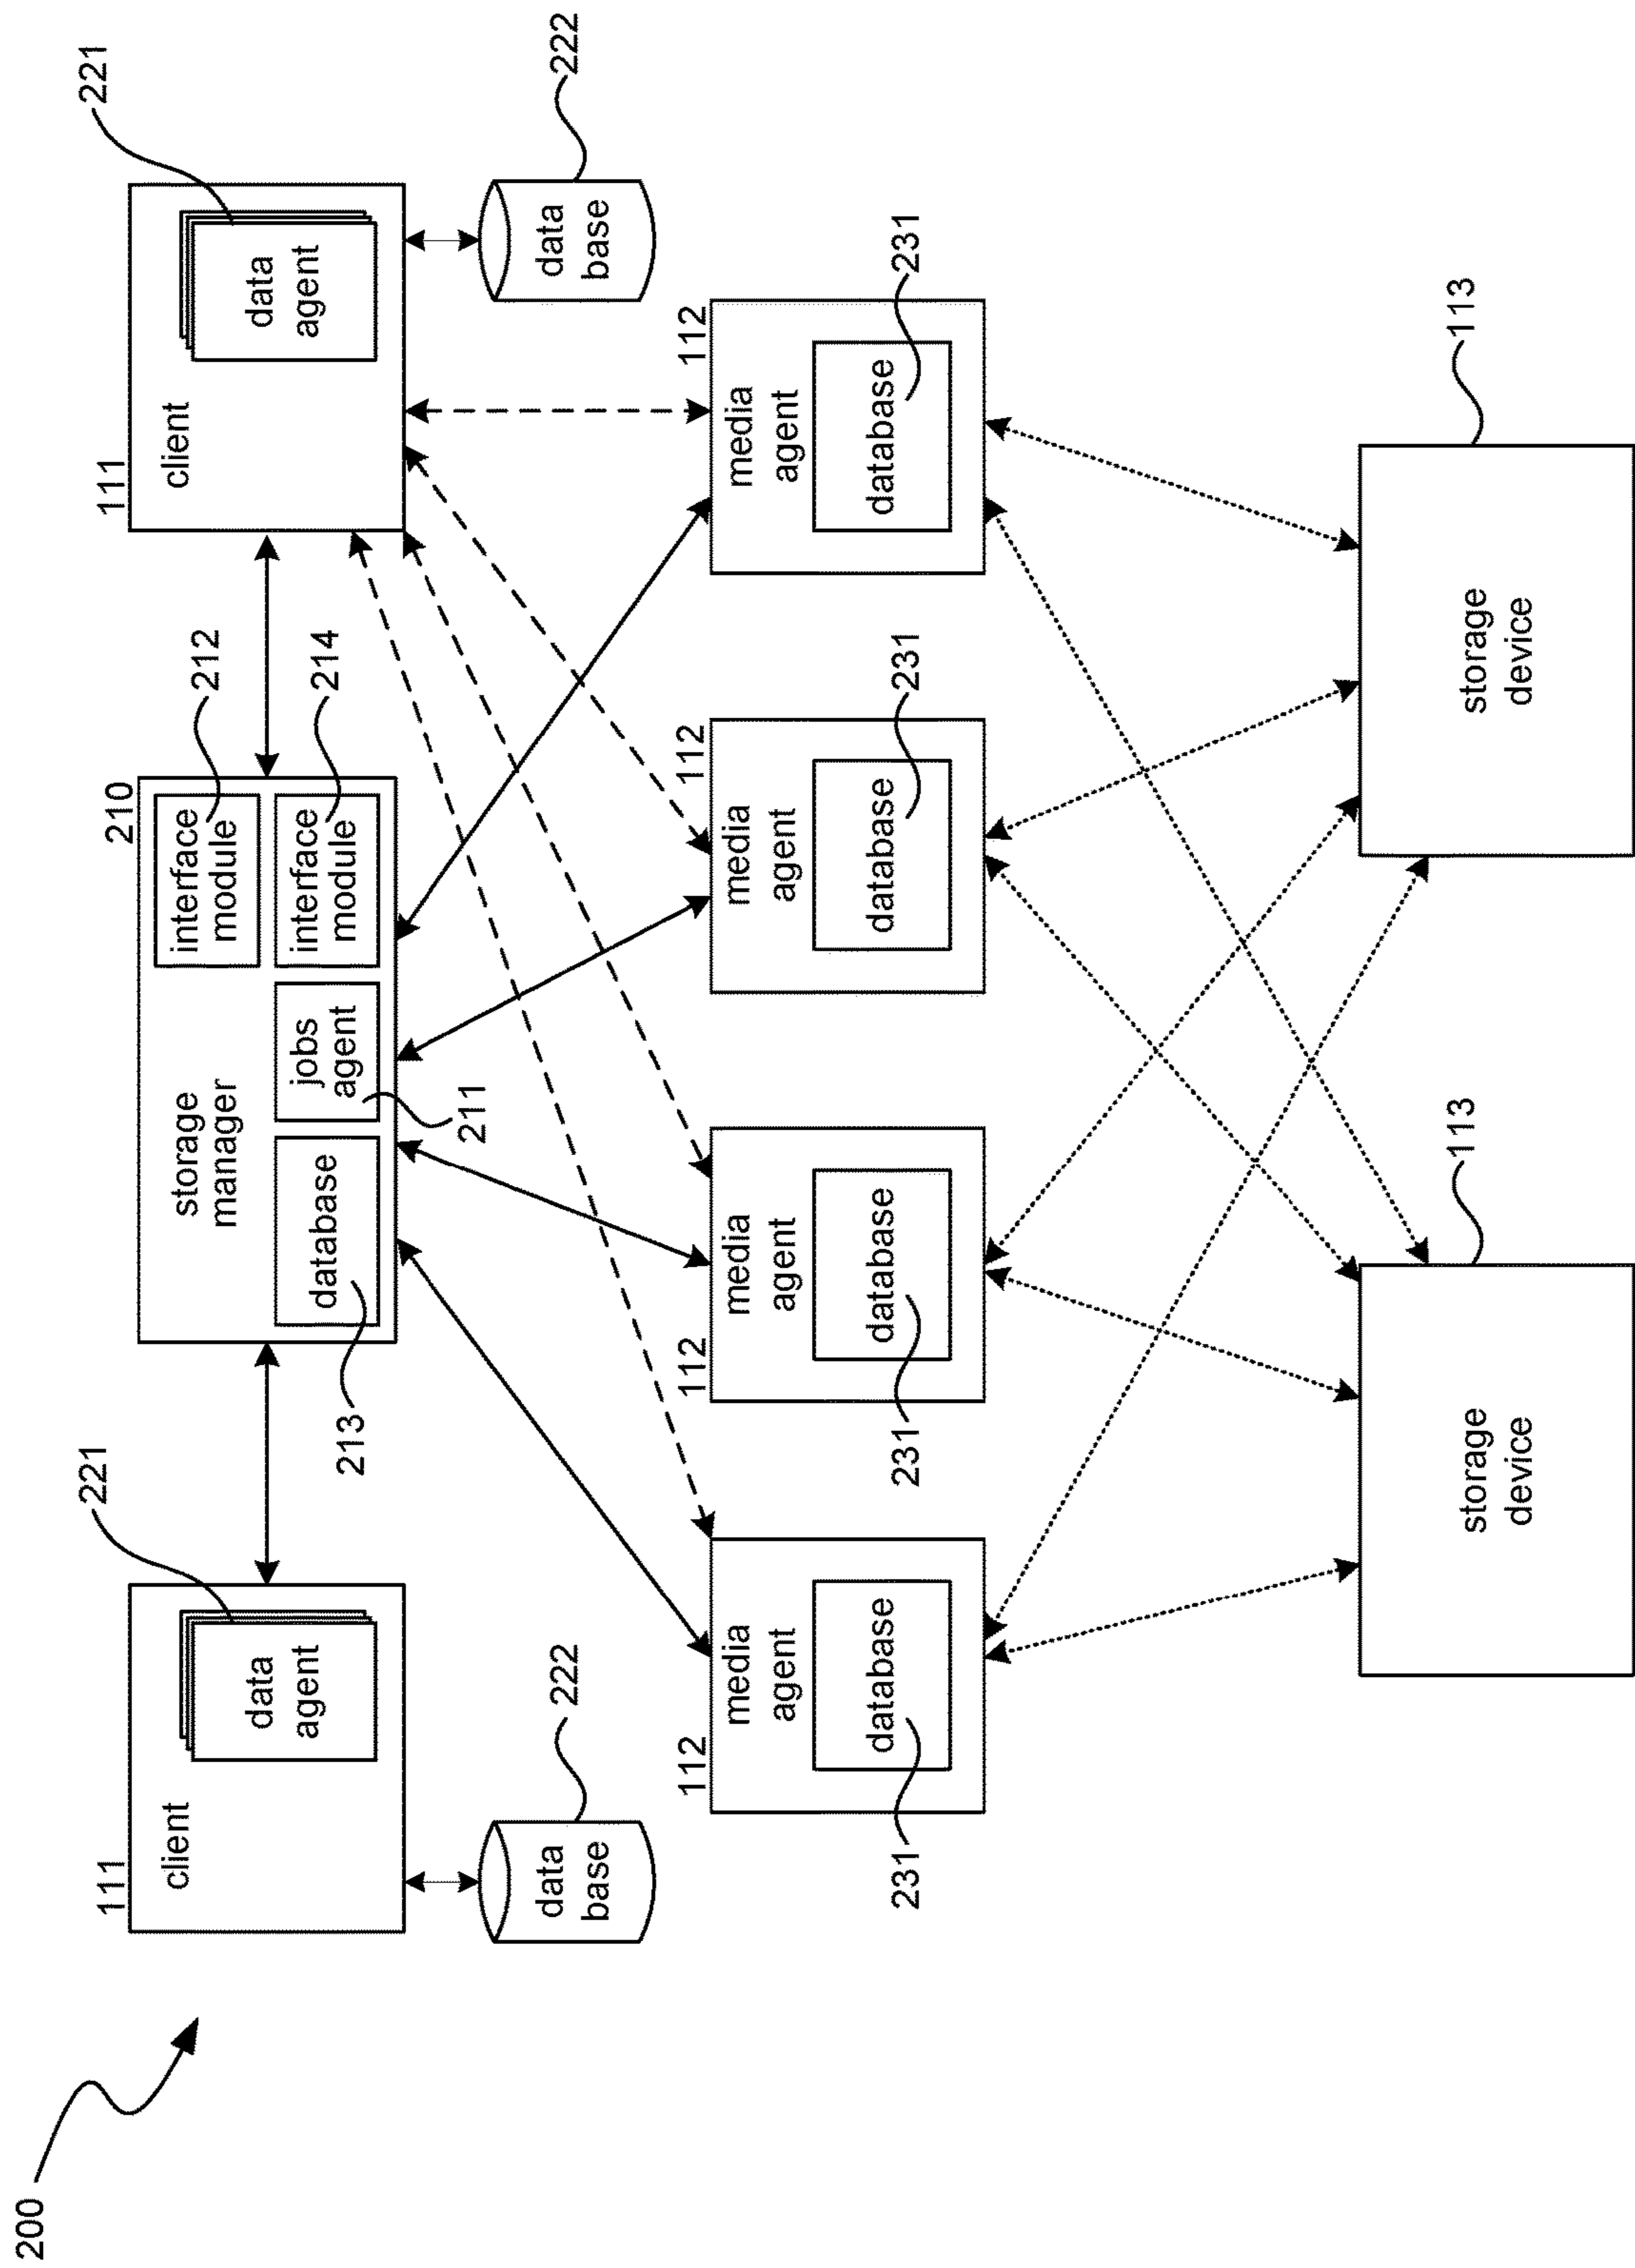 200
111
client
data
agent
221
data
base
222
storage
manager
210
database
213
jobs
agent
211
interface
module
212
interface
module
214
111
client
data
agent
221
data
base
222
112
media
agent
database
231
112
media
agent
database
231
112
media
agent
database
231
112
media
agent
database
231
storage
device
113
storage
device
113